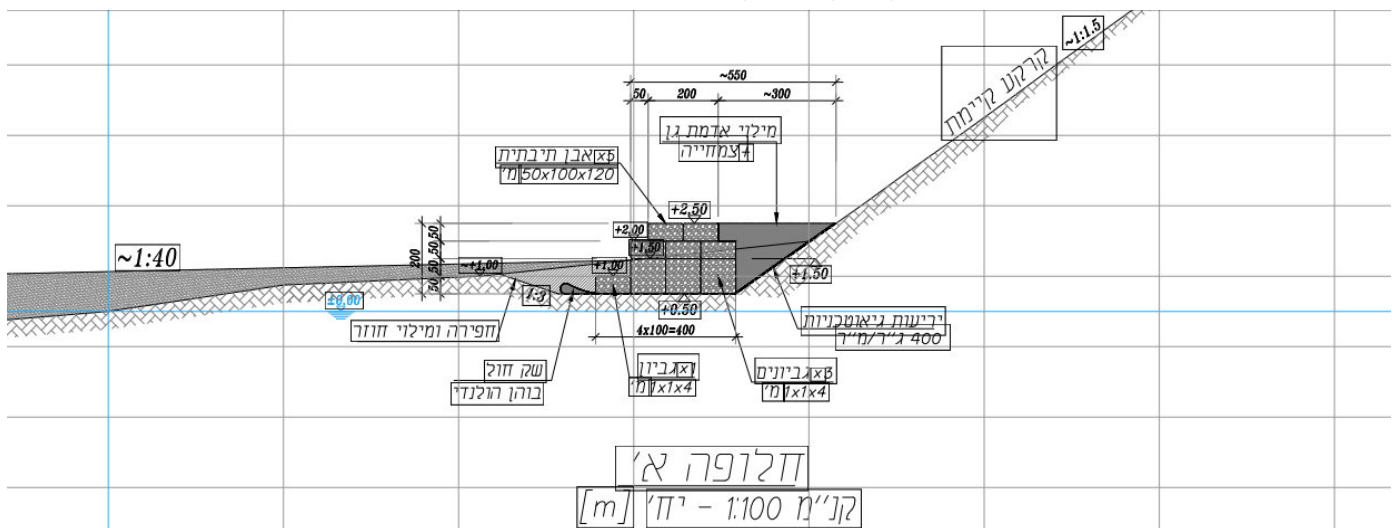 ~1:1.5
קרקע קיימת
~550
50 200 ~300
מילוי אדמת גן
+ צמחייה
x5 אבן תיבתית
50x100x120 מ'
+2,50
+2,00
+1,50
~+1,00
+1,00
+1,50
+0.50
±0,00
~1:40
200
50 50 50 50
1:3
4x100=400
חפירה ומילוי חוזר
יריעות גיאוטכניות
400 ג''ר/מ''ר
שק חול
בוהן הולנדי
x1 גביון
1x1x4 מ'
x3 גביונים
1x1x4 מ'
חלופה א'
קנ''מ 1:100 - יח' [m]